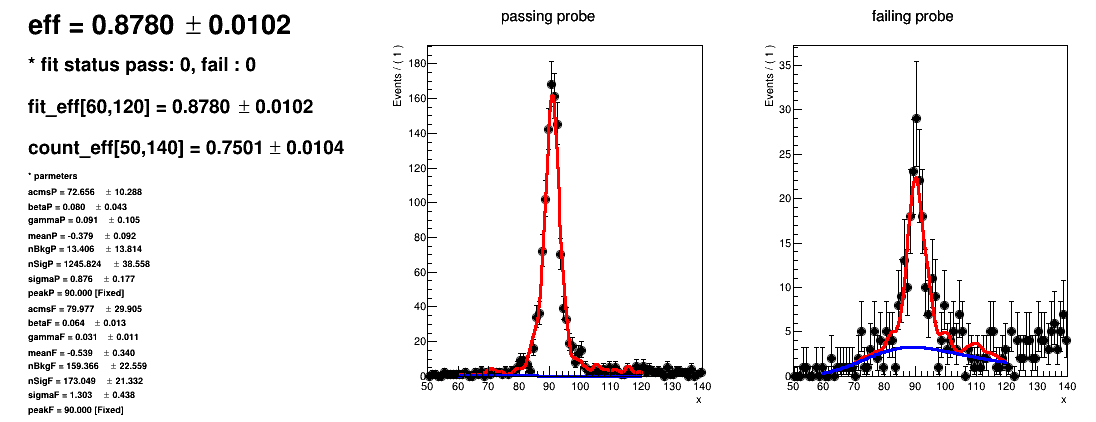 eff = 0.8780 ± 0.0102
* fit status pass: 0, fail : 0
fit_eff[60,120] = 0.8780 ± 0.0102
count_eff[50,140] = 0.7501 ± 0.0104
* parmeters
acmsP = 72.656 ± 10.288
betaP = 0.080 ± 0.043
gammaP = 0.091 ± 0.105
meanP = -0.379 ± 0.092
nBkgP = 13.406 ± 13.814
nSigP = 1245.824 ± 38.558
sigmaP = 0.876 ± 0.177
peakP = 90.000 [Fixed]
acmsF = 79.977 ± 29.905
betaF = 0.064 ± 0.013
gammaF = 0.031 ± 0.011
meanF = -0.539 ± 0.340
nBkgF = 159.366 ± 22.559
nSigF = 173.049 ± 21.332
sigmaF = 1.303 ± 0.438
peakF = 90.000 [Fixed]
passing probe
Events / ( 1 )
180
160
140
120
100
80
60
40
20
0
50 60 70 80 90 100 110 120 130 140
x
failing probe
Events / ( 1 )
35
30
25
20
15
10
5
0
50 60 70 80 90 100 110 120 130 140
x